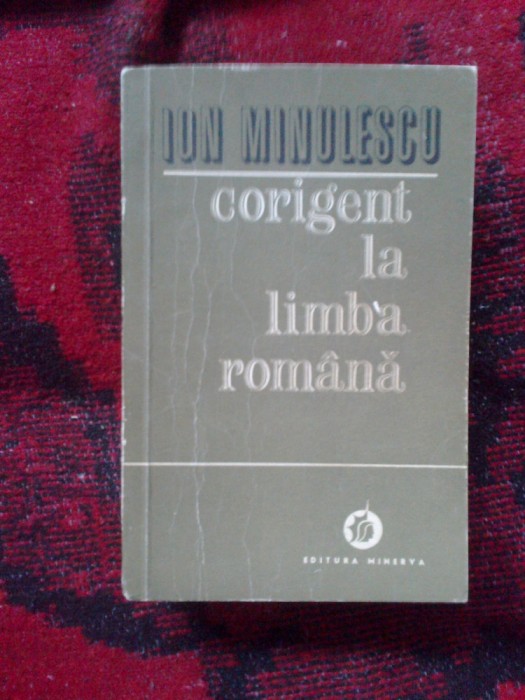 ION MINULESCU
corigent
la
limba
română
EDITURA MINERVA